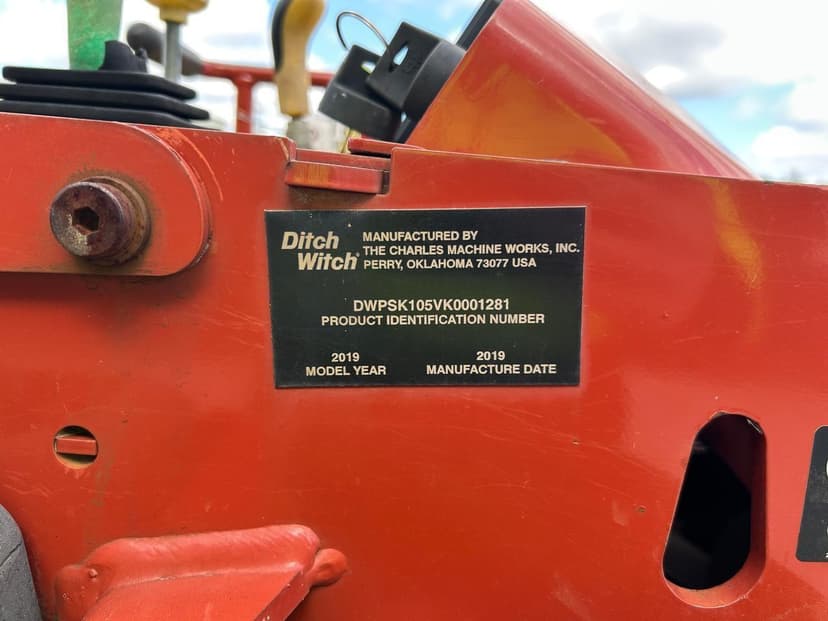 Ditch
Witch®
MANUFACTURED BY
THE CHARLES MACHINE WORKS, INC.
PERRY, OKLAHOMA 73077 USA
DWPSK105VK0001281
PRODUCT IDENTIFICATION NUMBER
2019
MODEL YEAR
2019
MANUFACTURE DATE